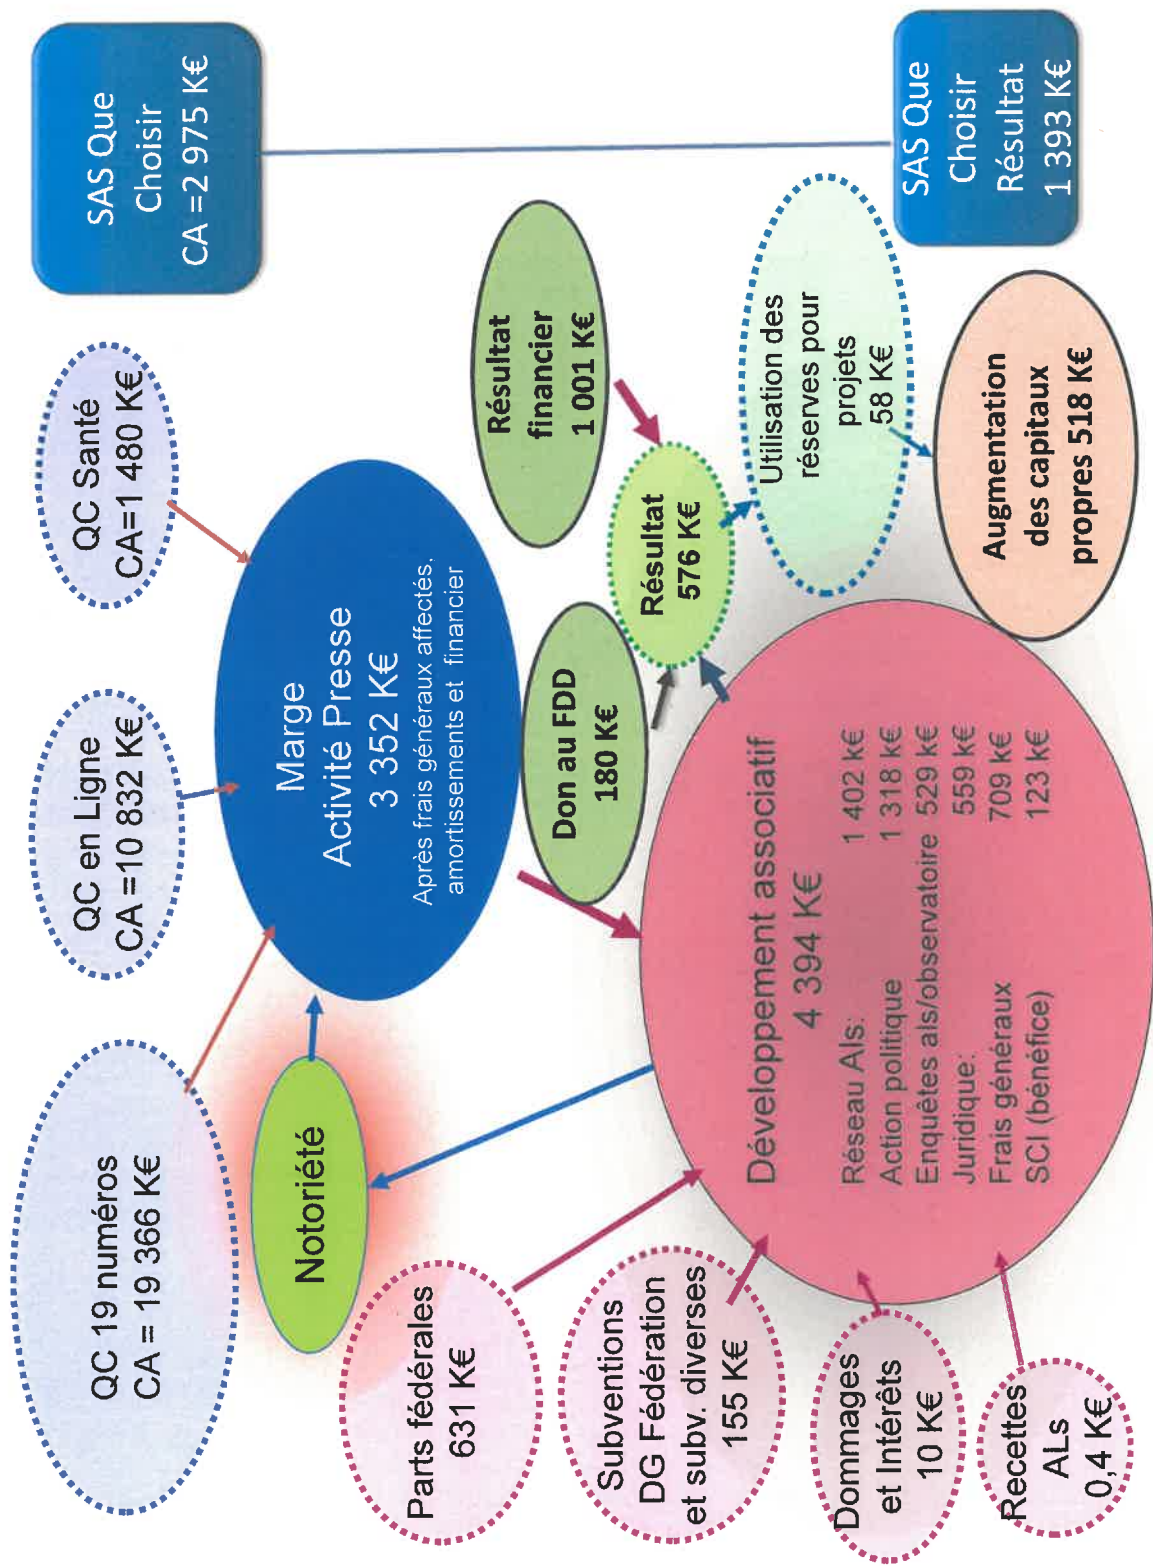 QC 19 numéros
CA = 19 366 K€
QC en Ligne
CA =10 832 K€
QC Santé
CA=1 480 K€
SAS Que
Choisir
CA =2 975 K€
Notoriété
Marge
Activité Presse
3 352 K€
Après frais généraux affectés,
amortissements et financier
Parts fédérales
631 K€
Résultat
financier
1 001 K€
Don au FDD
180 K€
Résultat
576 K€
Subventions
DG Fédération
et subv. diverses
155 K€
Développement associatif
4 394 K€
Réseau Als: 1 402 k€
Action politique 1 318 k€
Enquêtes als/observatoire 529 k€
Juridique: 559 k€
Frais généraux 709 k€
SCI (bénéfice) 123 k€
Utilisation des
réserves pour
projets
58 K€
Dommages
et Intérêts
10 K€
Recettes
ALs
0,4 K€
Augmentation
des capitaux
propres 518 K€
SAS Que
Choisir
Résultat
1 393 K€